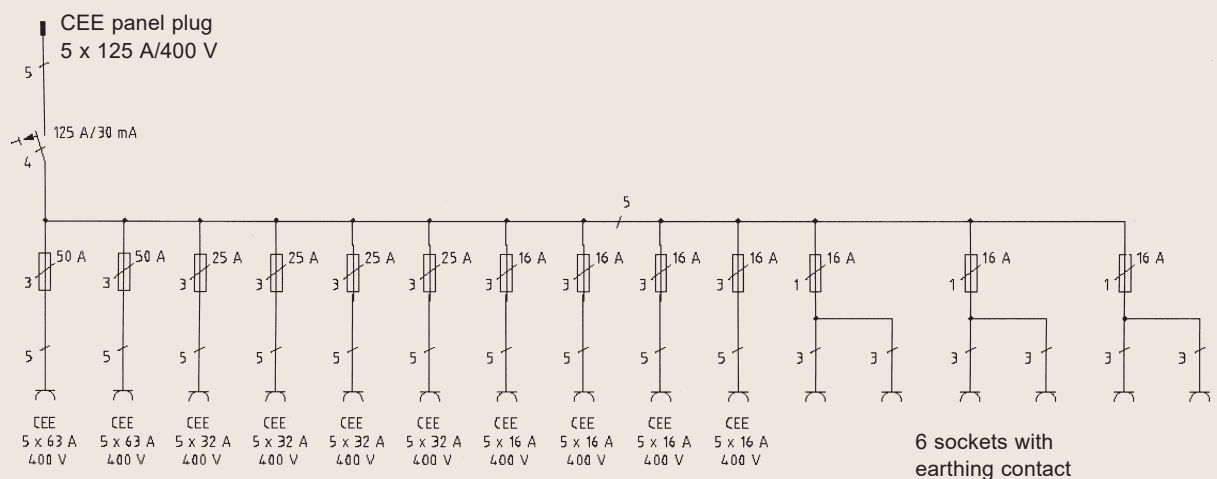 CEE panel plug
5 x 125 A/400 V
5
125 A/30 mA
4
5
50 A 50 A 25 A 25 A 25 A 25 A 16 A 16 A 16 A 16 A 16 A 16 A 16 A
3 3 3 3 3 3 3 3 3 3 1 1 1
5 5 5 5 5 5 5 5 5 5 3 3 3 3 3 3
CEE CEE CEE CEE CEE CEE CEE CEE CEE CEE
5 x 63 A 5 x 63 A 5 x 32 A 5 x 32 A 5 x 32 A 5 x 32 A 5 x 16 A 5 x 16 A 5 x 16 A 5 x 16 A
400 V 400 V 400 V 400 V 400 V 400 V 400 V 400 V 400 V 400 V
6 sockets with
earthing contact